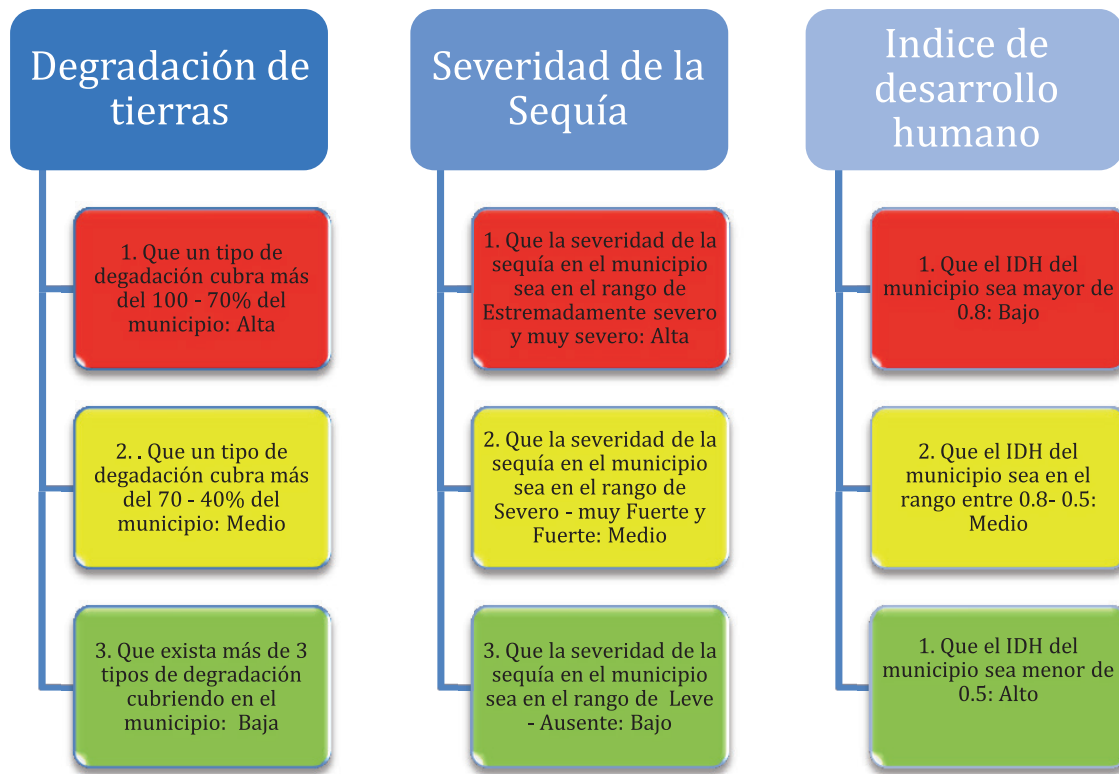 Degradación de
tierras
1. Que un tipo de
degadación cubra más
del 100 - 70% del
municipio: Alta
2. . Que un tipo de
degadación cubra más
del 70 - 40% del
municipio: Medio
3. Que exista más de 3
tipos de degradación
cubriendo en el
municipio:  Baja
Severidad de la
Sequía
1. Que la severidad de la
sequía en el municipio
sea en el rango de
Estremadamente severo
y muy severo: Alta
2. Que la severidad de la
sequía en el municipio
sea en el rango de
Severo - muy Fuerte y
Fuerte: Medio
3. Que la severidad de la
sequía en el municipio
sea en el rango de  Leve
- Ausente: Bajo
Indice de
desarrollo
humano
1. Que el IDH del
municipio sea mayor de
0.8: Bajo
2. Que el IDH del
municipio sea en el
rango entre 0.8- 0.5:
Medio
1. Que el IDH del
municipio sea menor de
0.5: Alto